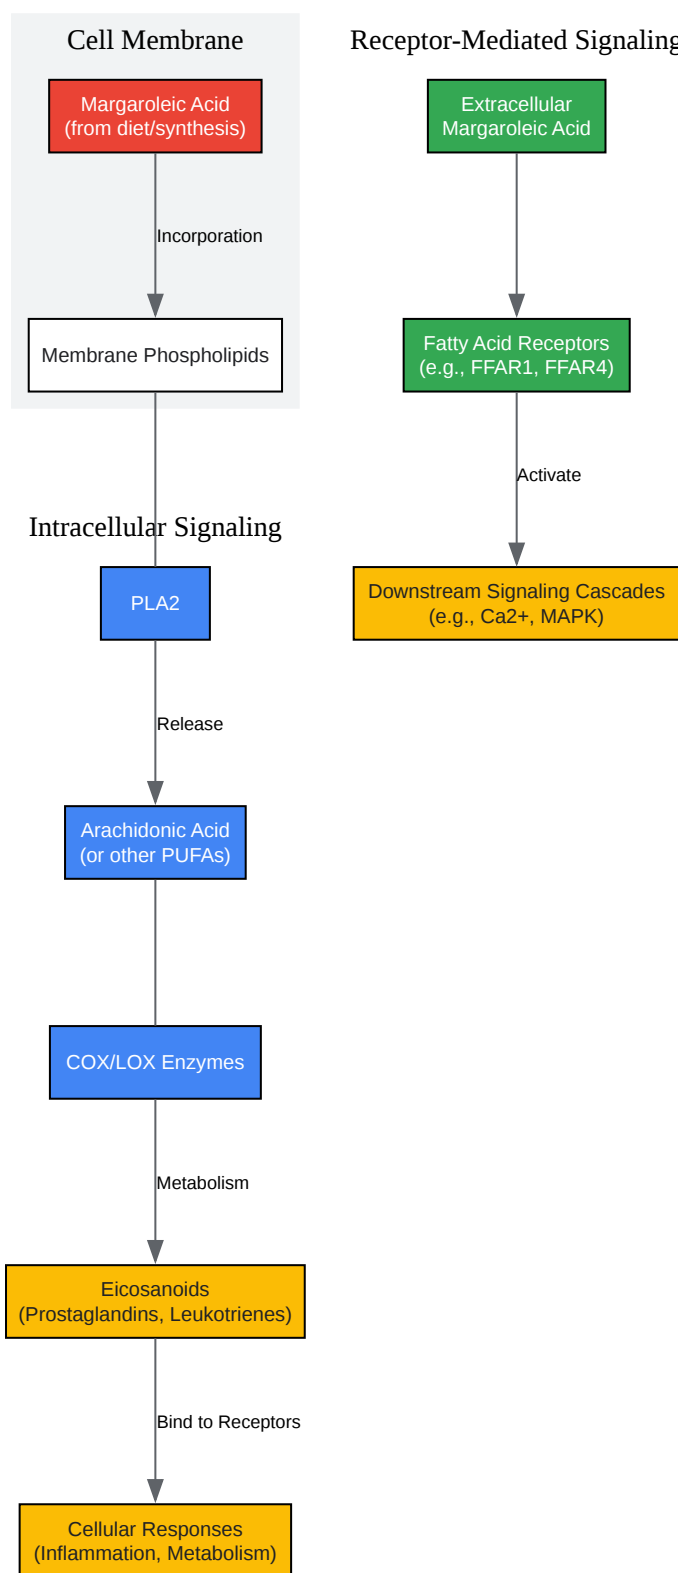 Cell Membrane
Margaroleic Acid
(from diet/synthesis)
Incorporation
Membrane Phospholipids
Intracellular Signaling
PLA2
Release
Arachidonic Acid
(or other PUFAs)
COX/LOX Enzymes
Metabolism
Eicosanoids
(Prostaglandins, Leukotrienes)
Bind to Receptors
Cellular Responses
(Inflammation, Metabolism)
Receptor-Mediated Signaling
Extracellular
Margaroleic Acid
Fatty Acid Receptors
(e.g., FFAR1, FFAR4)
Activate
Downstream Signaling Cascades
(e.g., Ca2+, MAPK)